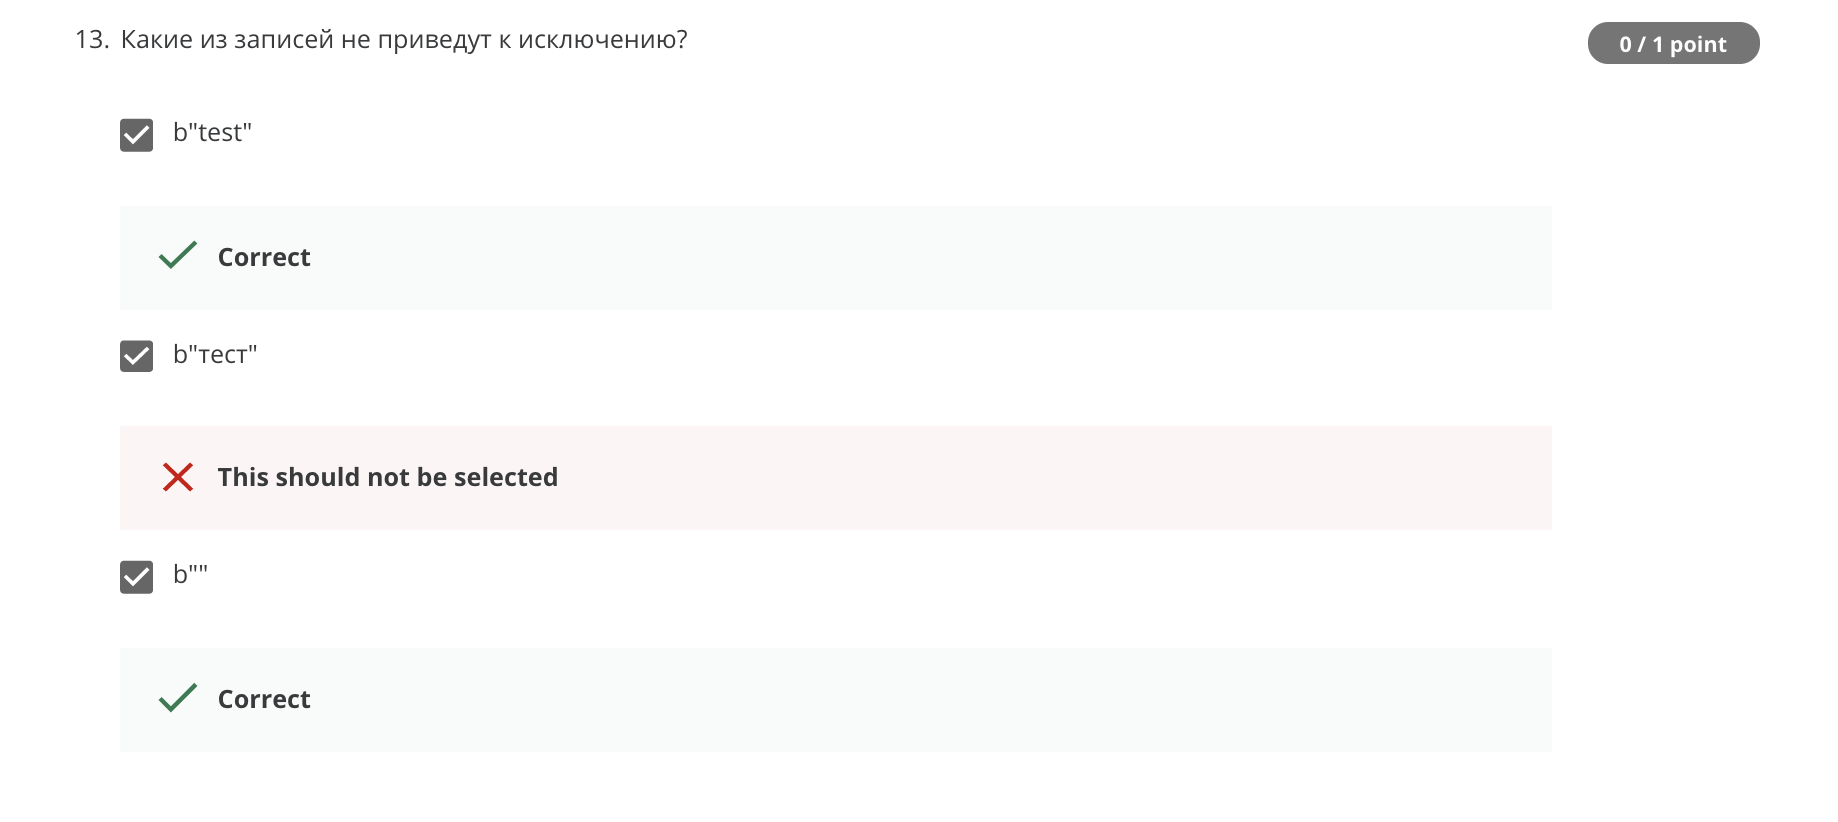 13. Какие из записей не приведут к исключению?
0 / 1 point
b"test"
Correct
b"тест"
This should not be selected
b""
Correct